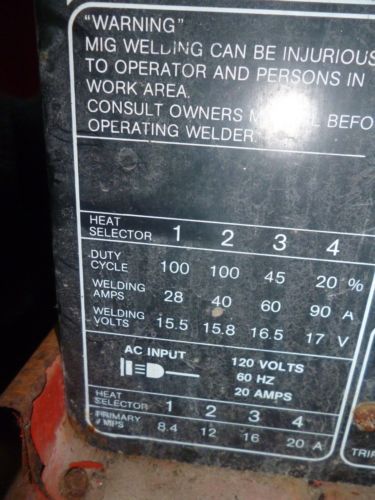 "WARNING"
MIG WELDING CAN BE INJURIOUS
TO OPERATOR AND PERSONS IN
WORK AREA.
CONSULT OWNERS
OPERATING WELDER.
HEAT
SELECTOR 1 2 3 4
DUTY
CYCLE 100 100 45 20 %
WELDING
AMPS 28 40 60 90 A
WELDING
VOLTS 15.5 15.8 16.5 17 V
AC INPUT 120 VOLTS
60 HZ
20 AMPS
HEAT
SELECTOR 1 2 3 4
PRIMARY
AMPS 8.4 12 16 20 A